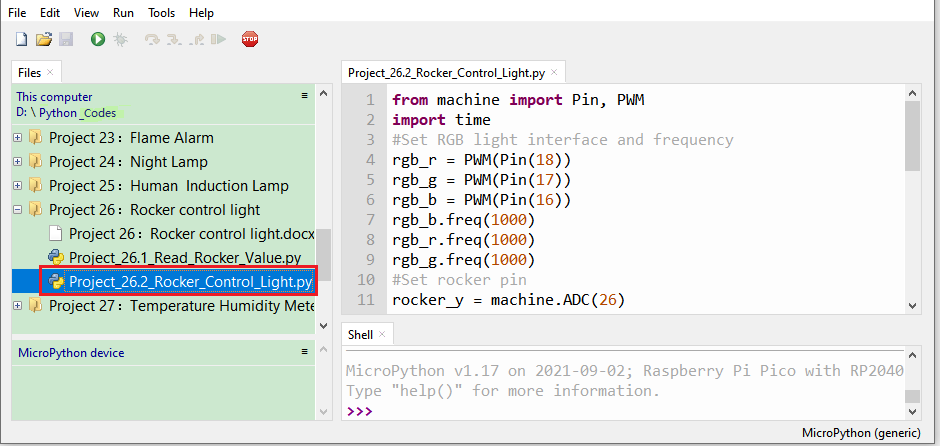 File Edit View Run Tools Help
STOP
Files ×
This computer
D: \ Python _Codes
Project 23： Flame Alarm
Project 24： Night Lamp
Project 25： Human  Induction Lamp
Project 26： Rocker control light
Project 26： Rocker control light.docx
Project_26.1_Read_Rocker_Value.py
Project_26.2_Rocker_Control_Light.py
Project 27： Temperature Humidity Mete
MicroPython device
Project_26.2_Rocker_Control_Light.py ×
1 from machine import Pin, PWM
2 import time
3 #Set RGB light interface and frequency
4 rgb_r = PWM(Pin(18))
5 rgb_g = PWM(Pin(17))
6 rgb_b = PWM(Pin(16))
7 rgb_b.freq(1000)
8 rgb_r.freq(1000)
9 rgb_g.freq(1000)
10 #Set rocker pin
11 rocker_y = machine.ADC(26)
Shell ×
MicroPython v1.17 on 2021-09-02; Raspberry Pi Pico with RP2040
Type "help()" for more information.
>>>
MicroPython (generic)